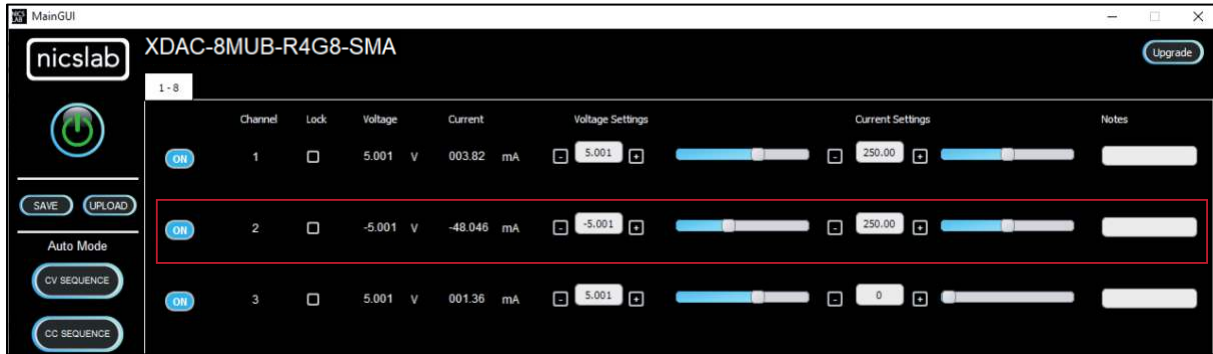 NICS LAB MainGUI
nicslab XDAC-8MUB-R4G8-SMA Upgrade
1 - 8
Channel Lock Voltage Current Voltage Settings Current Settings Notes
ON 1 5.001 V 003.82 mA - 5.001 + - 250.00 +
SAVE UPLOAD
ON 2 -5.001 V -48.046 mA - -5.001 + - 250.00 +
Auto Mode
CV SEQUENCE
ON 3 5.001 V 001.36 mA - 5.001 + - 0 +
CC SEQUENCE